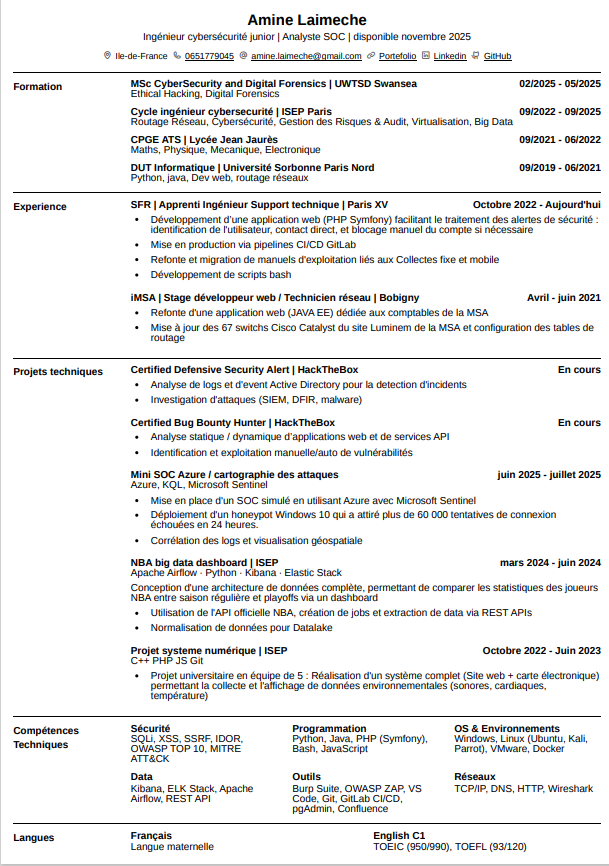 Amine Laimeche
Ingénieur cybersécurité junior | Analyste SOC | disponible novembre 2025
Ile-de-France 0651779045 amine.laimeche@gmail.com Portefolio Linkedin GitHub
Formation
MSc CyberSecurity and Digital Forensics | UWTSD Swansea 02/2025 - 05/2025
Ethical Hacking, Digital Forensics
Cycle ingénieur cybersecurité | ISEP Paris 09/2022 - 09/2025
Routage Réseau, Cybersécurité, Gestion des Risques & Audit, Virtualisation, Big Data
CPGE ATS | Lycée Jean Jaurès 09/2021 - 06/2022
Maths, Physique, Mecanique, Electronique
DUT Informatique | Université Sorbonne Paris Nord 09/2019 - 06/2021
Python, java, Dev web, routage réseaux
Experience
SFR | Apprenti Ingénieur Support technique | Paris XV Octobre 2022 - Aujourd'hui
• Développement d'une application web (PHP Symfony) facilitant le traitement des alertes de sécurité :
identification de l'utilisateur, contact direct, et blocage manuel du compte si nécessaire
• Mise en production via pipelines CI/CD GitLab
• Refonte et migration de manuels d'exploitation liés aux Collectes fixe et mobile
• Développement de scripts bash
iMSA | Stage développeur web / Technicien réseau | Bobigny Avril - juin 2021
• Refonte d'une application web (JAVA EE) dédiée aux comptables de la MSA
• Mise à jour des 67 switchs Cisco Catalyst du site Luminem de la MSA et configuration des tables de
routage
Projets techniques
Certified Defensive Security Alert | HackTheBox En cours
• Analyse de logs et d'event Active Directory pour la detection d'incidents
• Investigation d'attaques (SIEM, DFIR, malware)
Certified Bug Bounty Hunter | HackTheBox En cours
• Analyse statique / dynamique d'applications web et de services API
• Identification et exploitation manuelle/auto de vulnérabilités
Mini SOC Azure / cartographie des attaques juin 2025 - juillet 2025
Azure, KQL, Microsoft Sentinel
• Mise en place d'un SOC simulé en utilisant Azure avec Microsoft Sentinel
• Déploiement d'un honeypot Windows 10 qui a attiré plus de 60 000 tentatives de connexion
échouées en 24 heures.
• Corrélation des logs et visualisation géospatiale
NBA big data dashboard | ISEP mars 2024 - juin 2024
Apache Airflow · Python · Kibana · Elastic Stack
Conception d'une architecture de données complète, permettant de comparer les statistiques des joueurs
NBA entre saison régulière et playoffs via un dashboard
• Utilisation de l'API officielle NBA, création de jobs et extraction de data via REST APIs
• Normalisation de données pour Datalake
Projet systeme numérique | ISEP Octobre 2022 - Juin 2023
C++ PHP JS Git
• Projet universitaire en équipe de 5 : Réalisation d'un système complet (Site web + carte électronique)
permettant la collecte et l'affichage de données environnementales (sonores, cardiaques,
température)
Compétences
Techniques
Sécurité
SQLi, XSS, SSRF, IDOR,
OWASP TOP 10, MITRE
ATT&CK
Programmation
Python, Java, PHP (Symfony),
Bash, JavaScript
OS & Environnements
Windows, Linux (Ubuntu, Kali,
Parrot), VMware, Docker
Data
Kibana, ELK Stack, Apache
Airflow, REST API
Outils
Burp Suite, OWASP ZAP, VS
Code, Git, GitLab CI/CD,
pgAdmin, Confluence
Réseaux
TCP/IP, DNS, HTTP, Wireshark
Langues
Français
Langue maternelle
English C1
TOEIC (950/990), TOEFL (93/120)